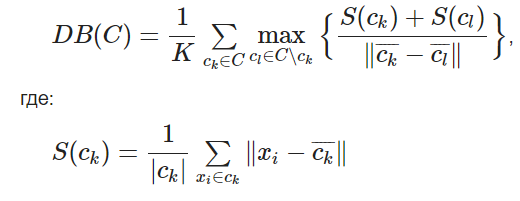 DB(C) = \frac{1}{K} \sum_{c_k \in C} \max_{c_l \in C \setminus c_k} \left\{ \frac{S(c_k) + S(c_l)}{\|\overline{c_k} - \overline{c_l}\|} \right\},
где:
S(c_k) = \frac{1}{|c_k|} \sum_{x_i \in c_k} \|x_i - \overline{c_k}\|